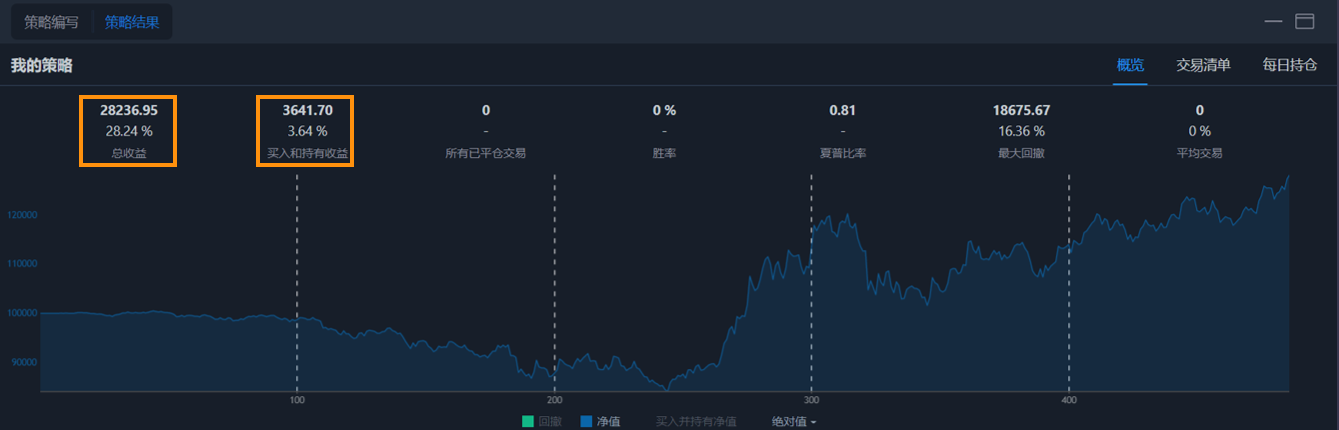 策略编写 策略结果
我的策略 概览 交易清单 每日持仓
28236.95 3641.70 0 0 % 0.81 18675.67 0
28.24 % 3.64 % - - - 16.36 % 0 %
总收益 买入和持有收益 所有已平仓交易 胜率 夏普比率 最大回撤 平均交易
120000
110000
100000
90000
100 200 300 400
回撤 净值 买入并持有净值 绝对值